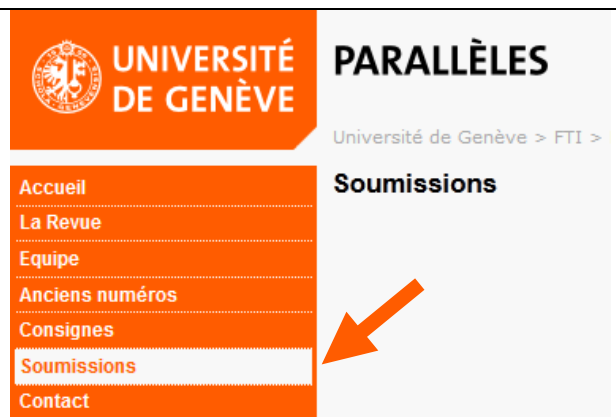 UNIVERSITÉ
DE GENÈVE
PARALLÈLES
Université de Genève > FTI >
Soumissions
Accueil
La Revue
Equipe
Anciens numéros
Consignes
Soumissions
Contact